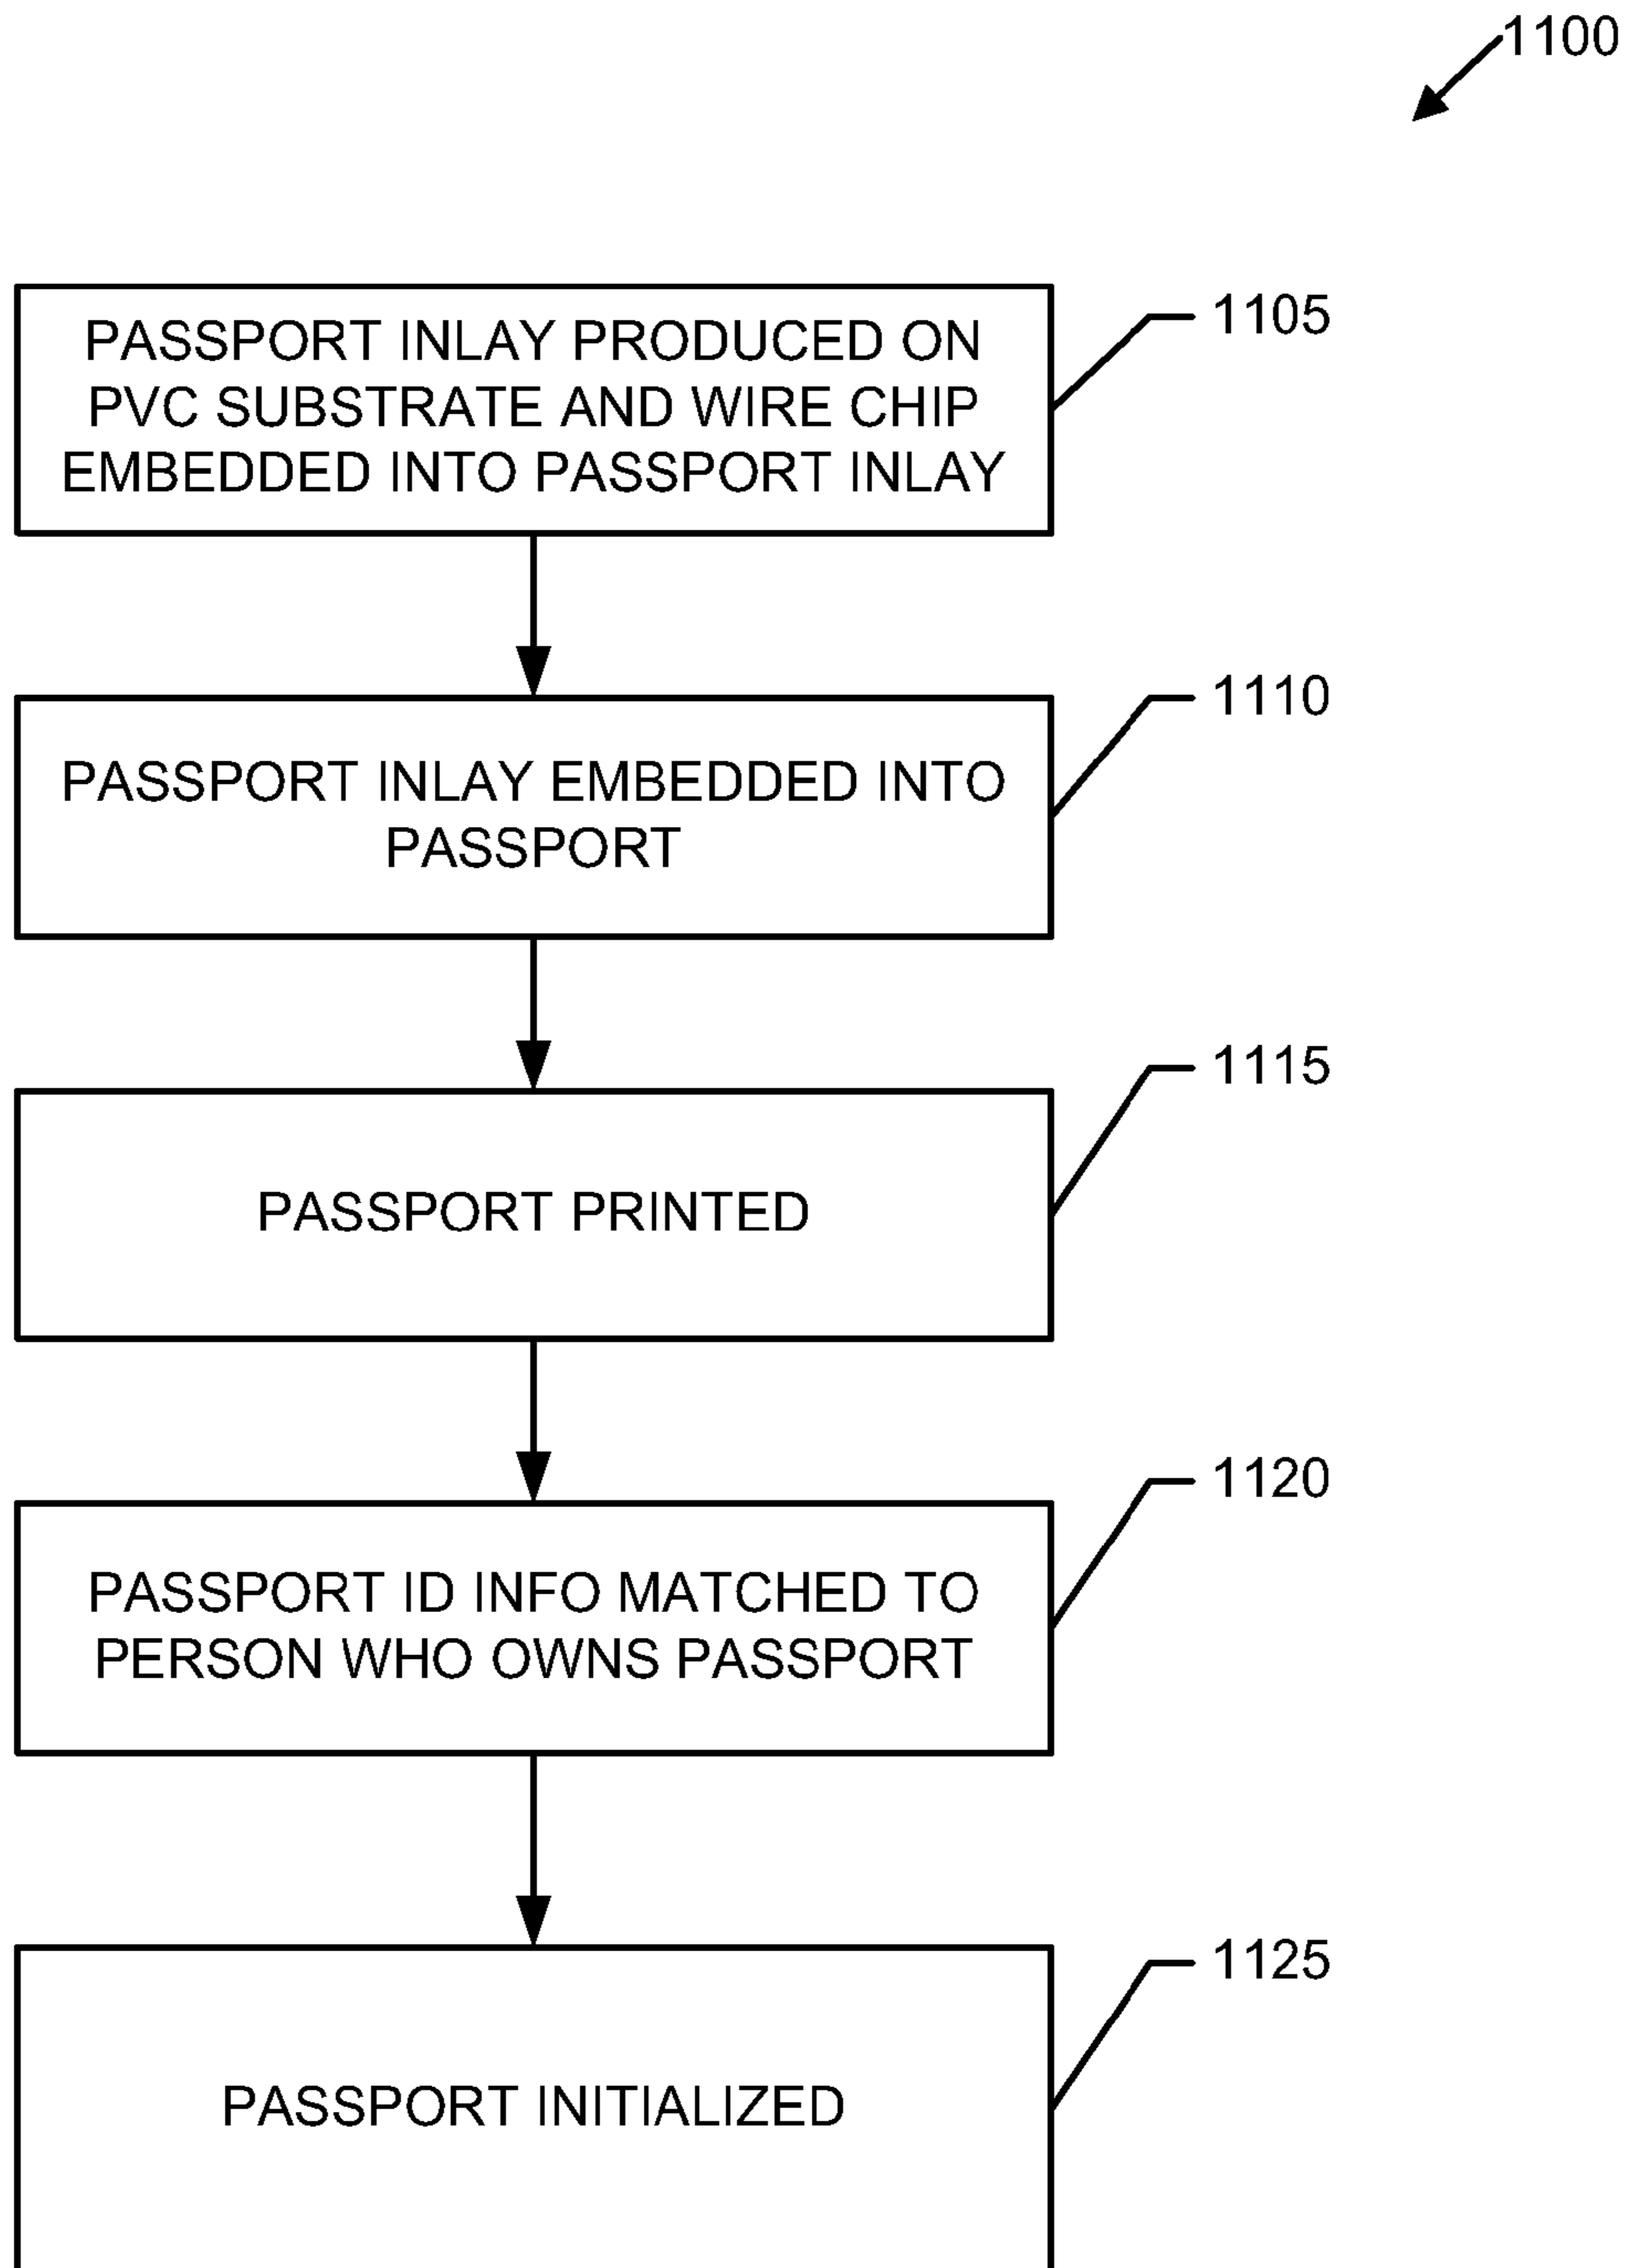 1100
PASSPORT INLAY PRODUCED ON
PVC SUBSTRATE AND WIRE CHIP
EMBEDDED INTO PASSPORT INLAY
1105
PASSPORT INLAY EMBEDDED INTO
PASSPORT
1110
PASSPORT PRINTED
1115
PASSPORT ID INFO MATCHED TO
PERSON WHO OWNS PASSPORT
1120
PASSPORT INITIALIZED
1125